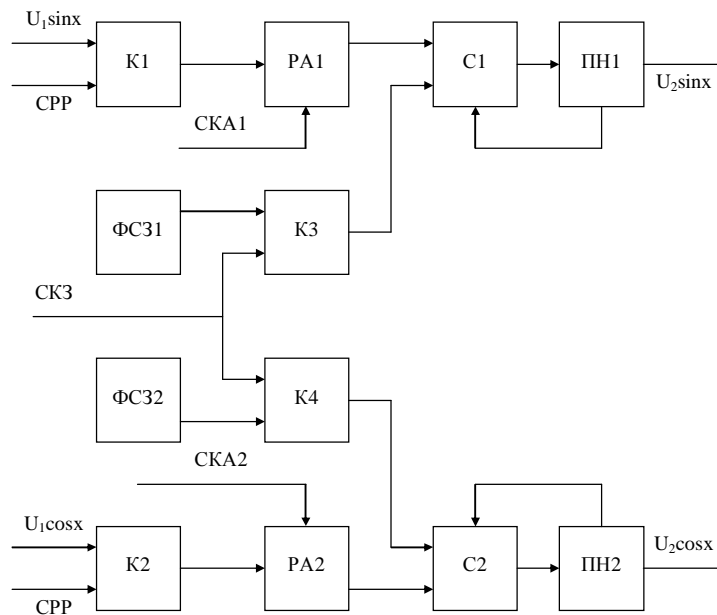 U₁sinx
К1
РА1
С1
ПН1
U₂sinx
СРР
СКА1
ФСЗ1
К3
СКЗ
ФСЗ2
К4
СКА2
U₁cosx
К2
РА2
С2
ПН2
U₂cosx
СРР